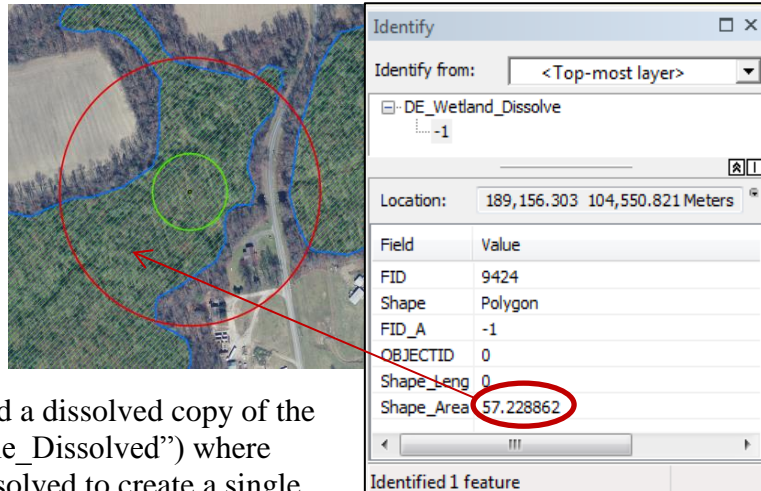 Identify
Identify from: <Top-most layer>
DE_Wetland_Dissolve
-1
Location: 189,156.303 104,550.821 Meters
Field Value
FID 9424
Shape Polygon
FID_A -1
OBJECTID 0
Shape_Leng 0
Shape_Area 57.228862
Identified 1 feature
d a dissolved copy of the
e_Dissolved”) where
solved to create a single